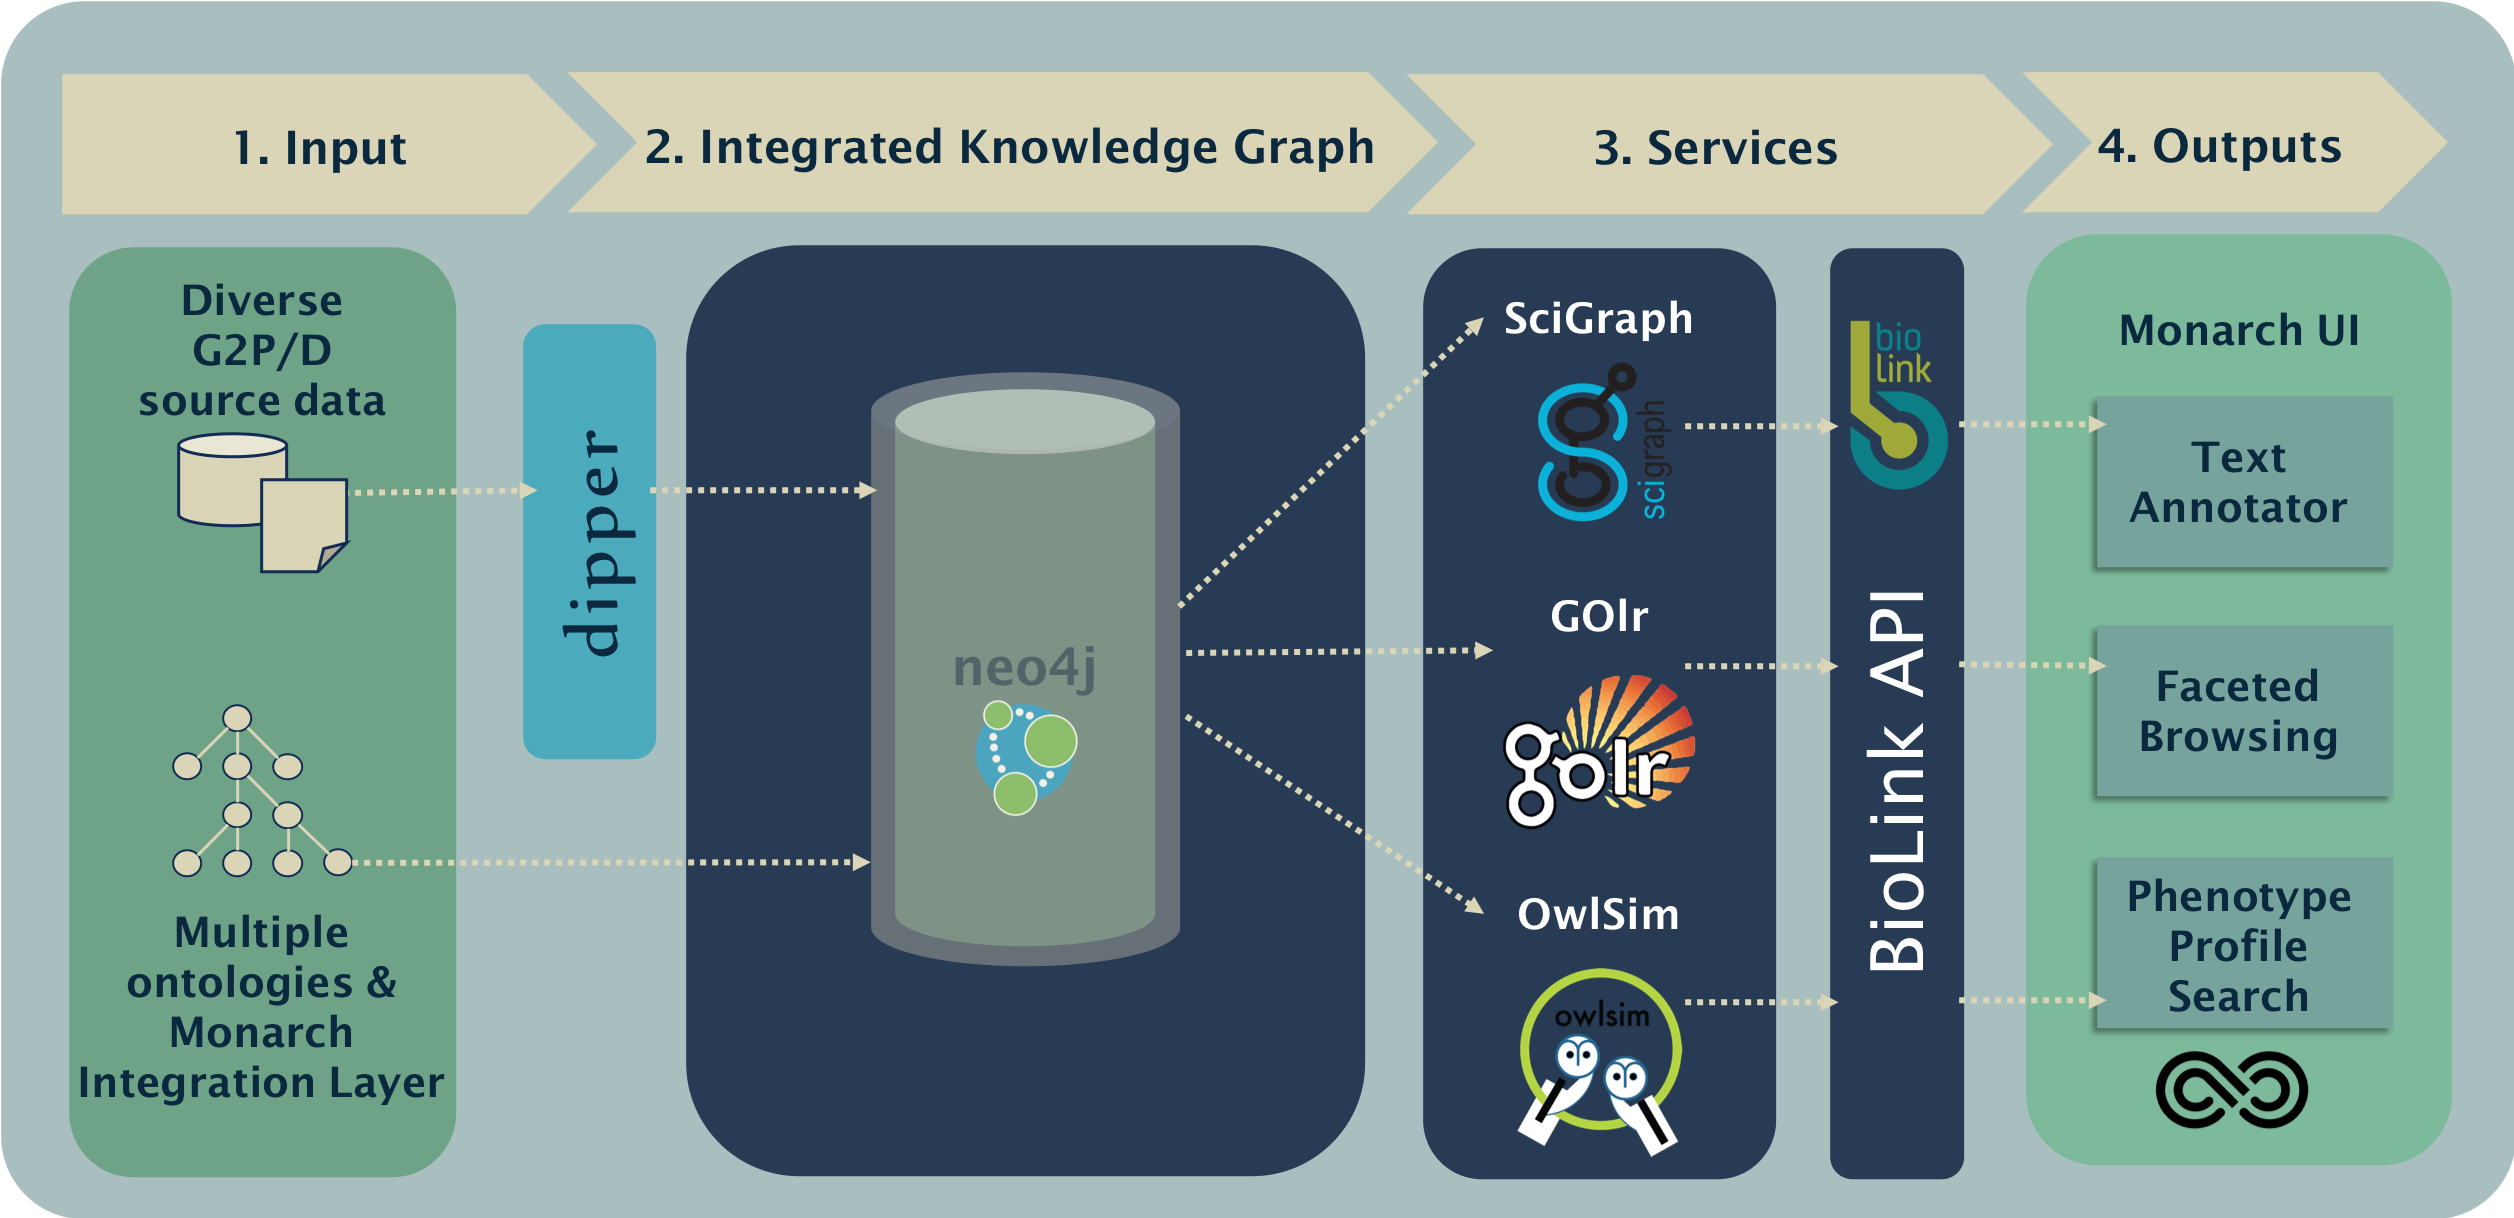 1. Input
2. Integrated Knowledge Graph
3. Services
4. Outputs
Diverse
G2P/D
source data
Multiple
ontologies &
Monarch
Integration Layer
dipper
neo4j
SciGraph
scigraph
GOlr
golr
OwlSim
owlsim
bio
link
BioLink API
Monarch UI
Text
Annotator
Faceted
Browsing
Phenotype
Profile
Search